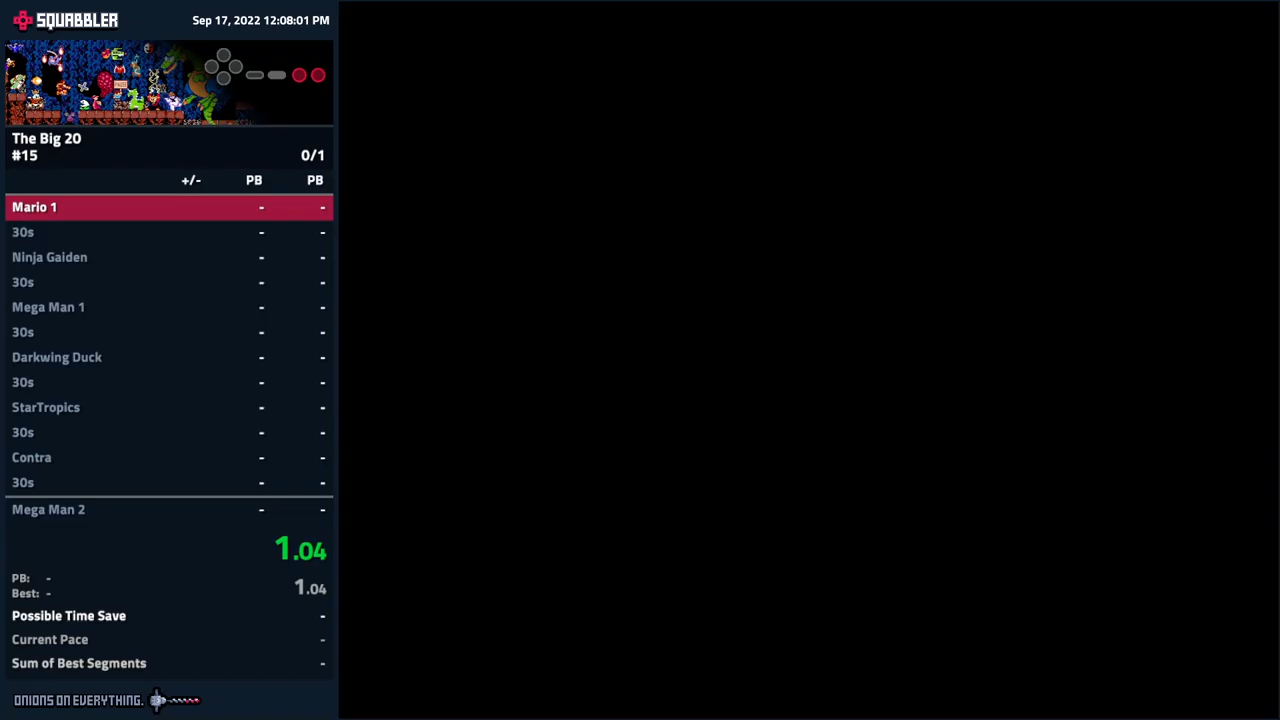 SQUABBLER Sep 17, 2022 12:08:01 PM
The Big 20
#15 0/1
+/- PB PB
Mario 1 - -
30s - -
Ninja Gaiden - -
30s - -
Mega Man 1 - -
30s - -
Darkwing Duck - -
30s - -
StarTropics - -
30s - -
Contra - -
30s - -
Mega Man 2 - -
1.04
PB: -
Best: - 1.04
Possible Time Save -
Current Pace -
Sum of Best Segments -
ONIONS ON EVERYTHING.